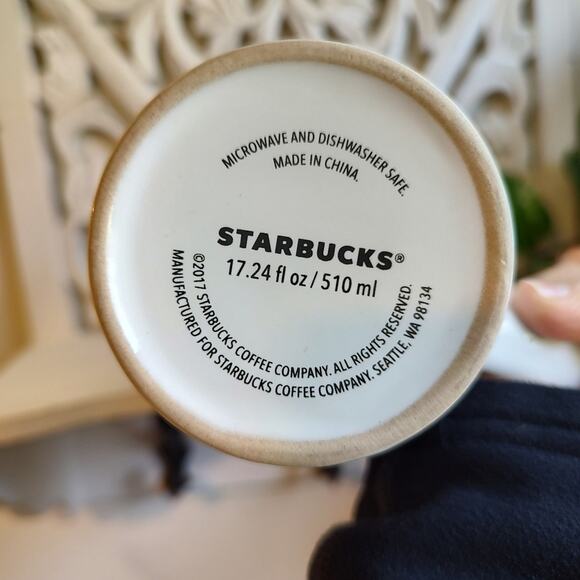 MICROWAVE AND DISHWASHER SAFE.
MADE IN CHINA.
STARBUCKS®
17.24 fl oz / 510 ml
©2017 STARBUCKS COFFEE COMPANY. ALL RIGHTS RESERVED.
MANUFACTURED FOR STARBUCKS COFFEE COMPANY. SEATTLE, WA 98134